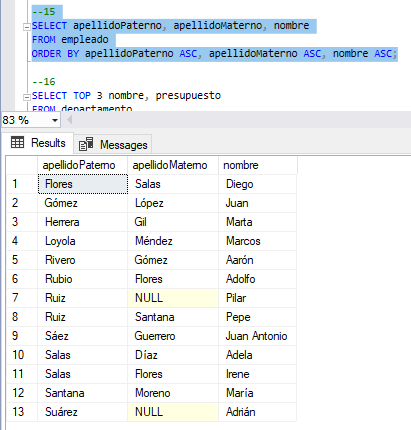 --15
SELECT apellidoPaterno, apellidoMaterno, nombre
FROM empleado
ORDER BY apellidoPaterno ASC, apellidoMaterno ASC, nombre ASC;
--16
SELECT TOP 3 nombre, presupuesto
FROM departamento
83 %
Results Messages
apellidoPaterno apellidoMaterno nombre
1 Flores Salas Diego
2 Gómez López Juan
3 Herrera Gil Marta
4 Loyola Méndez Marcos
5 Rivero Gómez Aarón
6 Rubio Flores Adolfo
7 Ruiz NULL Pilar
8 Ruiz Santana Pepe
9 Sáez Guerrero Juan Antonio
10 Salas Díaz Adela
11 Salas Flores Irene
12 Santana Moreno María
13 Suárez NULL Adrián